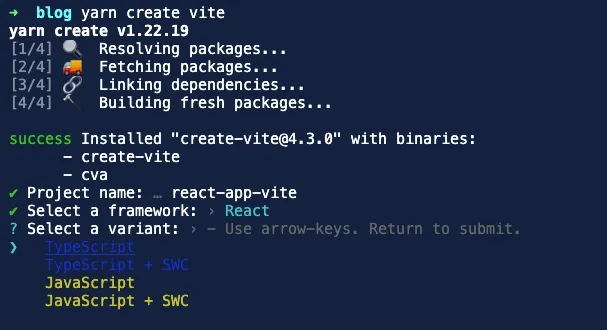 ➜ blog yarn create vite
yarn create v1.22.19
[1/4] 🔍 Resolving packages...
[2/4] 🚚 Fetching packages...
[3/4] 🔗 Linking dependencies...
[4/4] 🔨 Building fresh packages...
success Installed "create-vite@4.3.0" with binaries:
- create-vite
- cva
✔ Project name: … react-app-vite
✔ Select a framework: › React
? Select a variant: › - Use arrow-keys. Return to submit.
❯ TypeScript
TypeScript + SWC
JavaScript
JavaScript + SWC